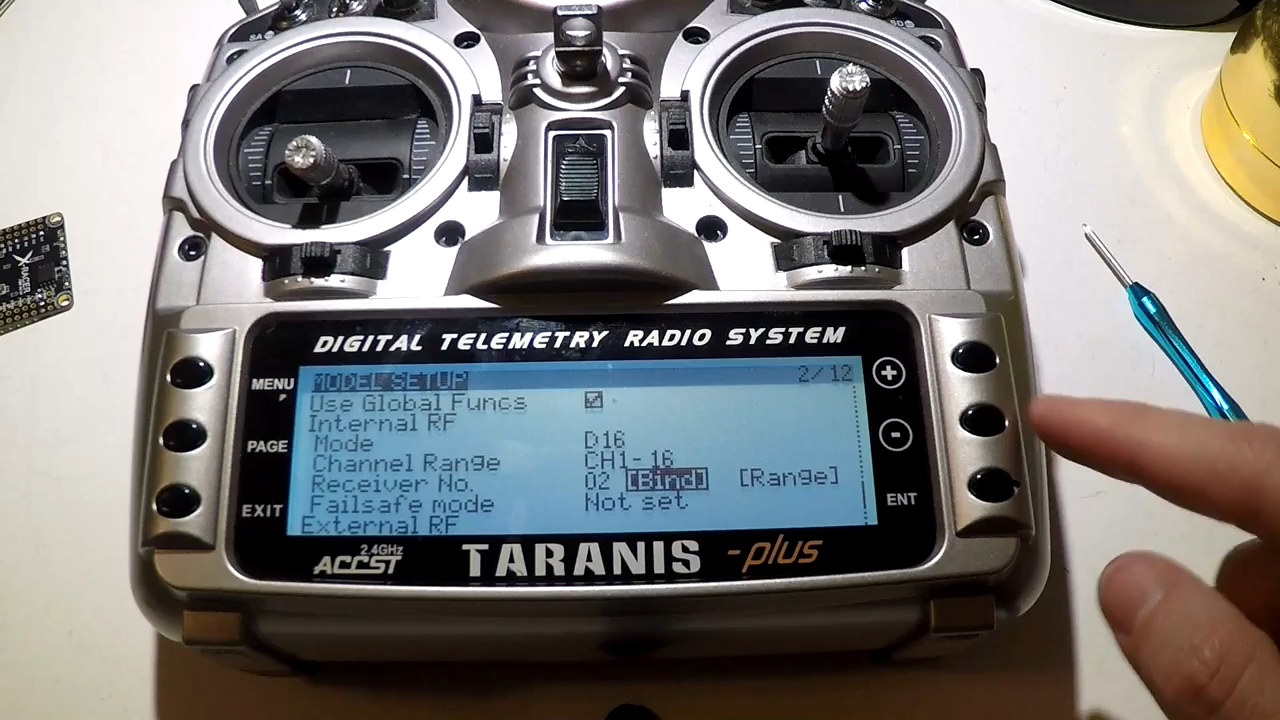 SA
SD
DIGITAL TELEMETRY RADIO SYSTEM
MENU
PAGE
EXIT
MODEL SETUP 2/12
Use Global Funcs
Internal RF
Mode D16
Channel Range CH1-16
Receiver No. 02 [Bind] [Range]
Failsafe mode Not set
External RF
+
-
ENT
ACCST 2.4GHz
TARANIS -plus